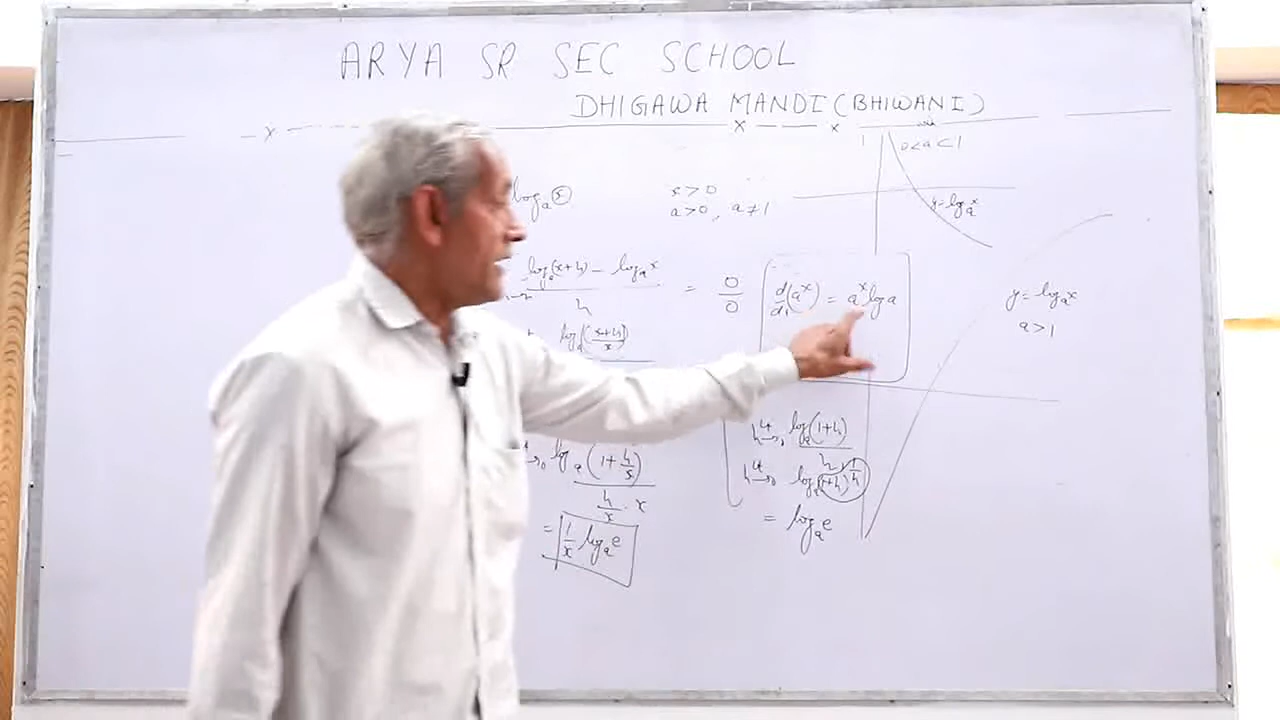 ARYA SR SEC SCHOOL
DHIGAWA MANDI (BHIWANI)
0<a<1
y=logₐx
logₐx
x>0
a>0, a≠1
logₐ(x+h) - logₐx
h
= 0/0
d/dx(aˣ) = aˣ log a
y=logₐx
a>1
logₐ((x+h)/x)
→0 logₐ(1+h/x)
h/x · x
= 1/x logₐe
Lt h→0 logₐ(1+h)
h
Lt h→0 logₐ(1+h)^(1/h)
= logₐe